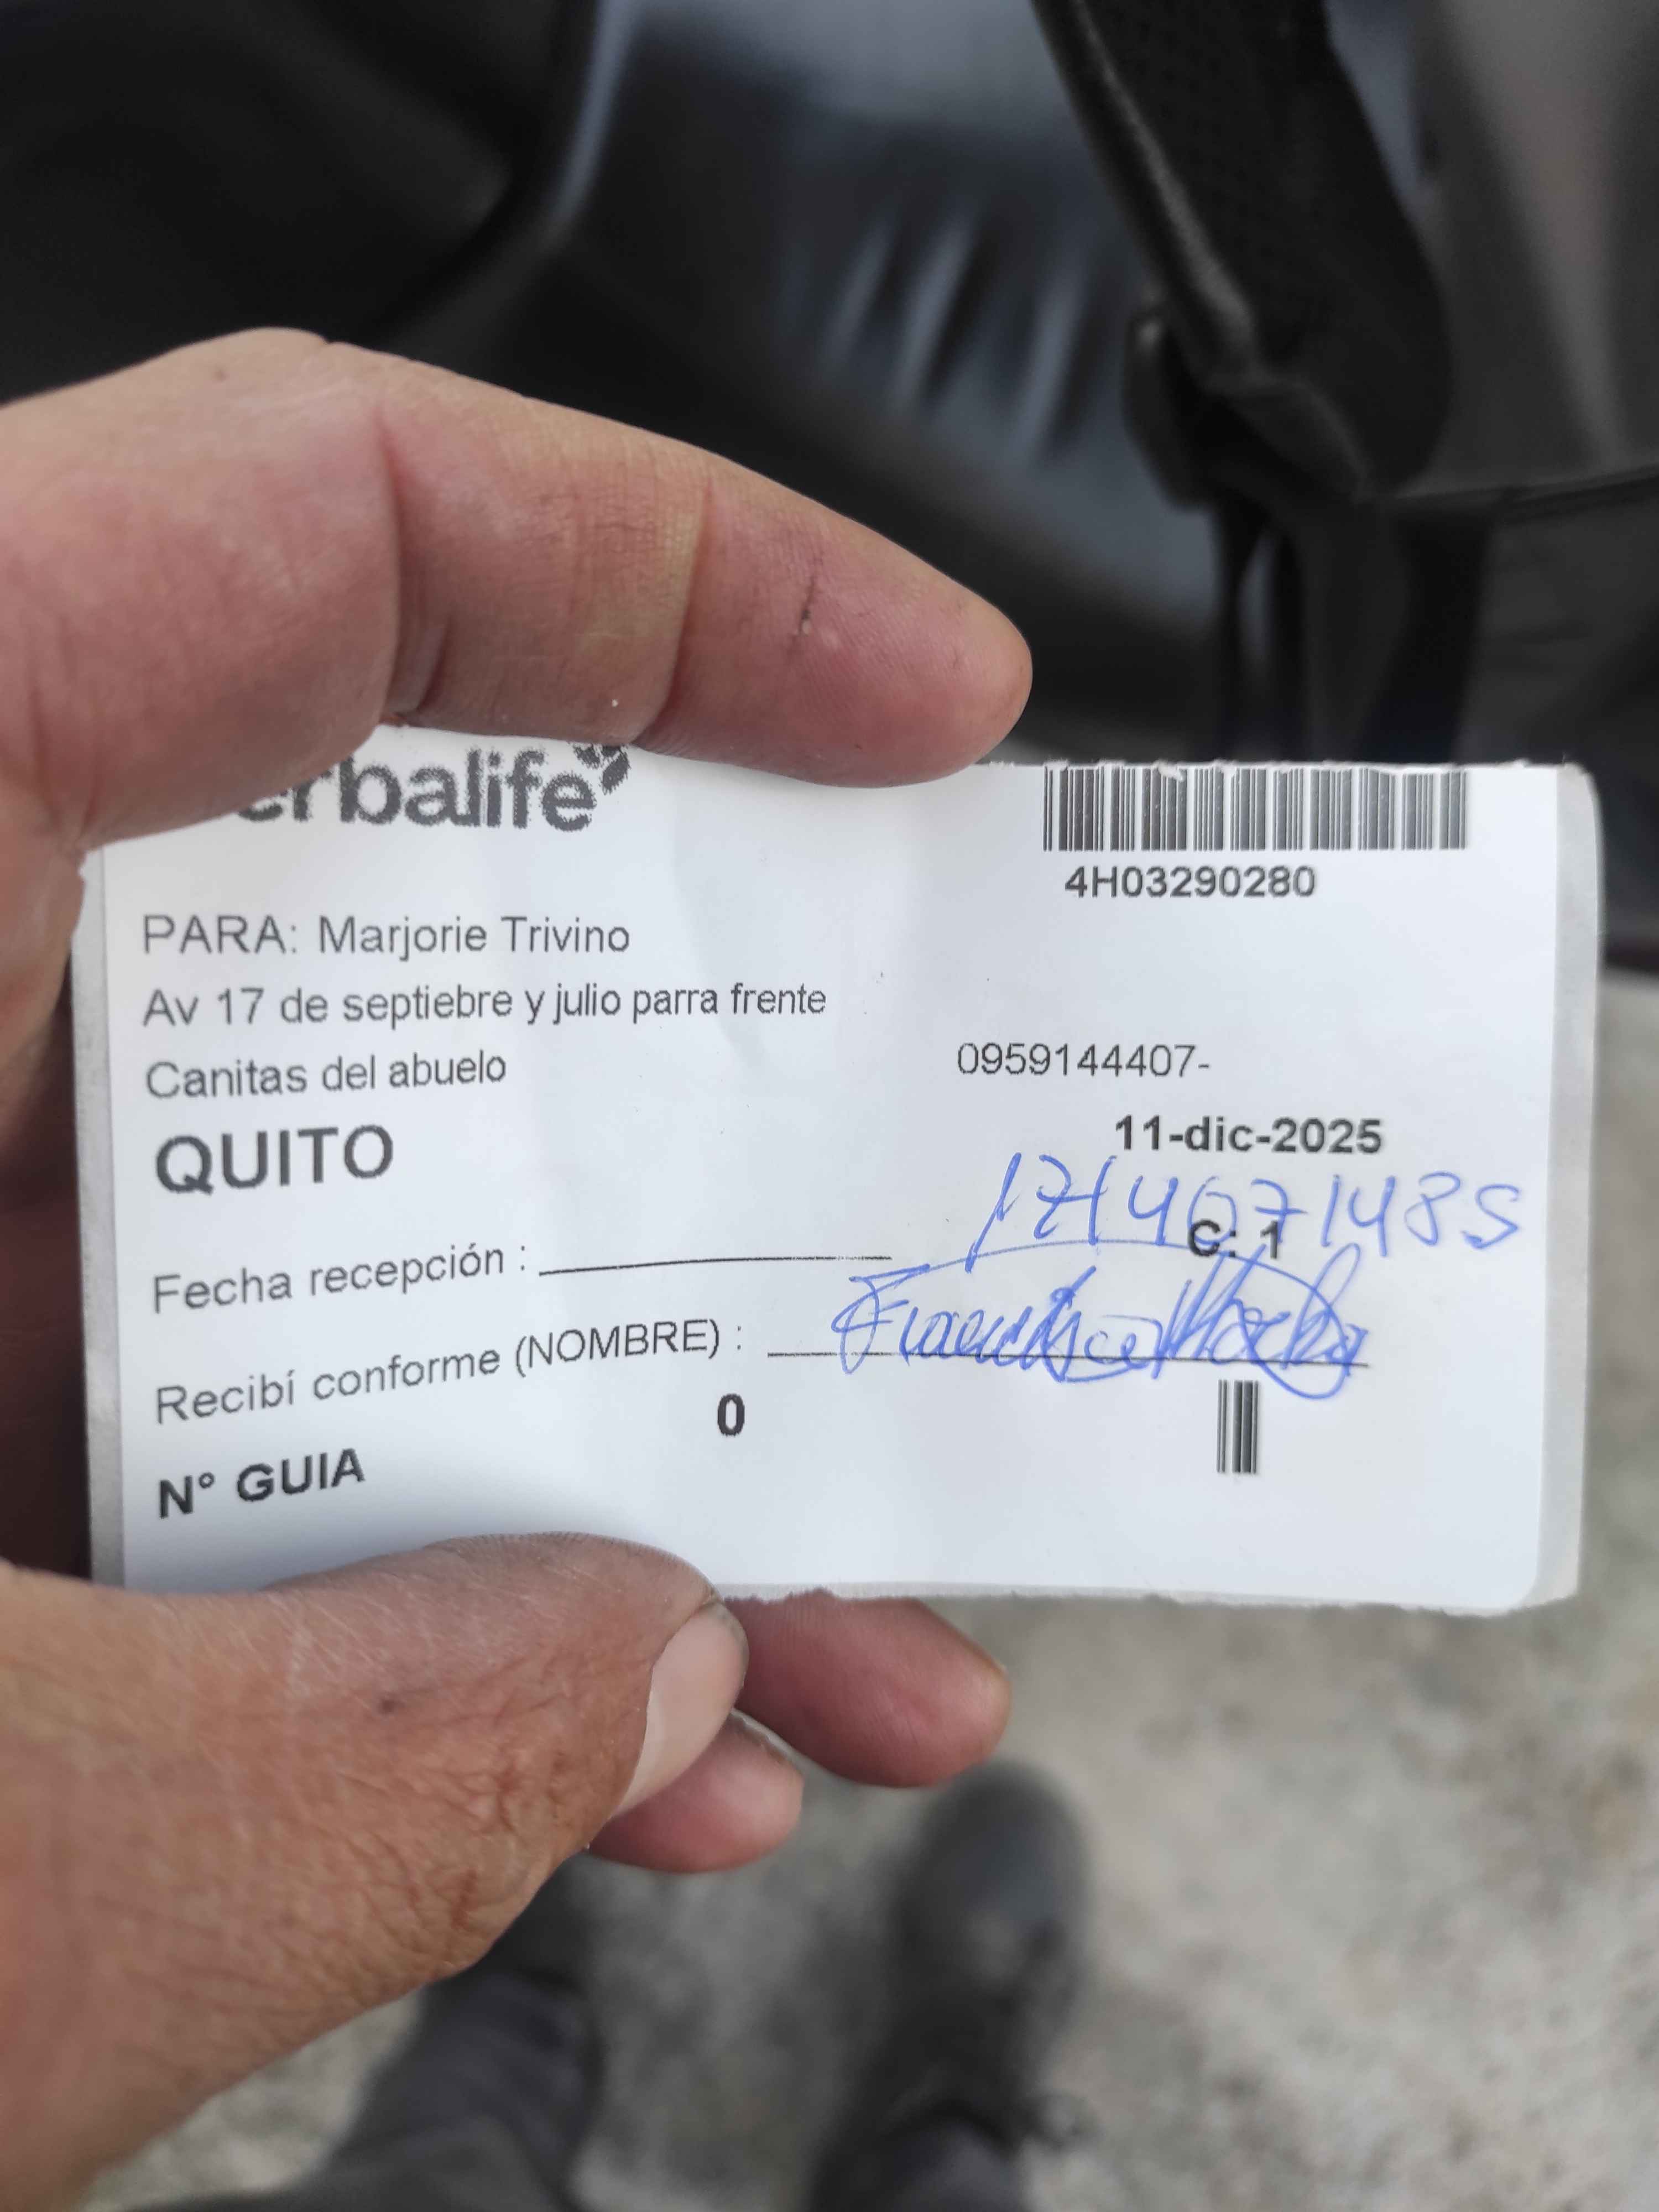 erbalife
4H03290280
PARA: Marjorie Trivino
Av 17 de septiebre y julio parra frente
Canitas del abuelo
0959144407-
QUITO
11-dic-2025
1714071485
C: 1
Fecha recepción :
Recibí conforme (NOMBRE) :
0
N° GUIA